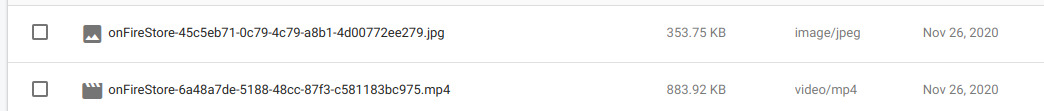 onFireStore-45c5eb71-0c79-4c79-a8b1-4d00772ee279.jpg 353.75 KB image/jpeg Nov 26, 2020
onFireStore-6a48a7de-5188-48cc-87f3-c581183bc975.mp4 883.92 KB video/mp4 Nov 26, 2020